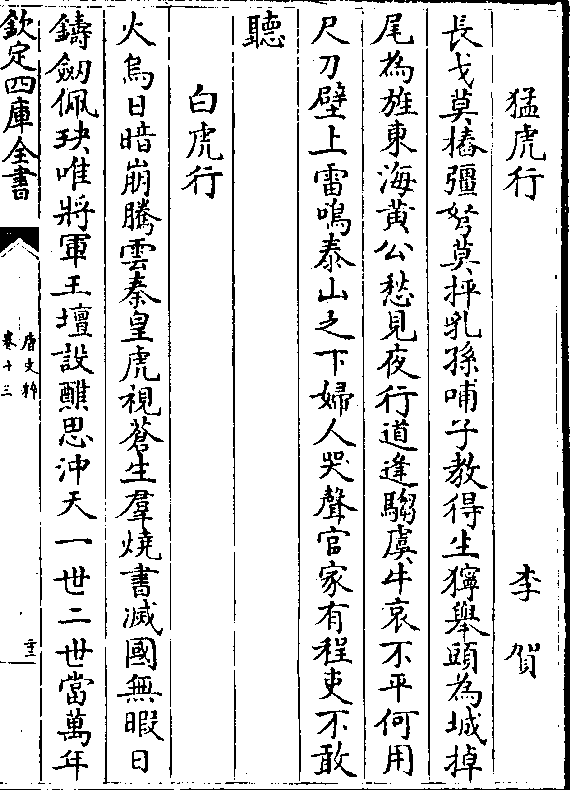 猛虎行　李賀
長戈莫樁彊弩莫抨乳孫哺子教得生獰舉頭為城掉
尾為旌東海黃公愁見夜行道逢騶虞牛哀不平何用
尺刀壁上雷鳴泰山之下婦人哭聲官家有程吏不敢
聽
白虎行
火烏日暗崩騰雲秦皇虎視蒼生羣燒書滅國無暇日
鑄劒佩玦唯將軍王壇設醮思沖天一世二世當萬年
欽定四庫全書
唐文粹
卷十三